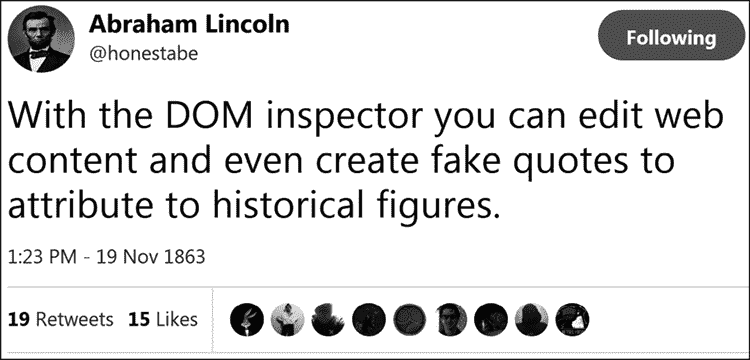 Abraham Lincoln
@honestabe
Following
With the DOM inspector you can edit web
content and even create fake quotes to
attribute to historical figures.
1:23 PM - 19 Nov 1863
19 Retweets 15 Likes